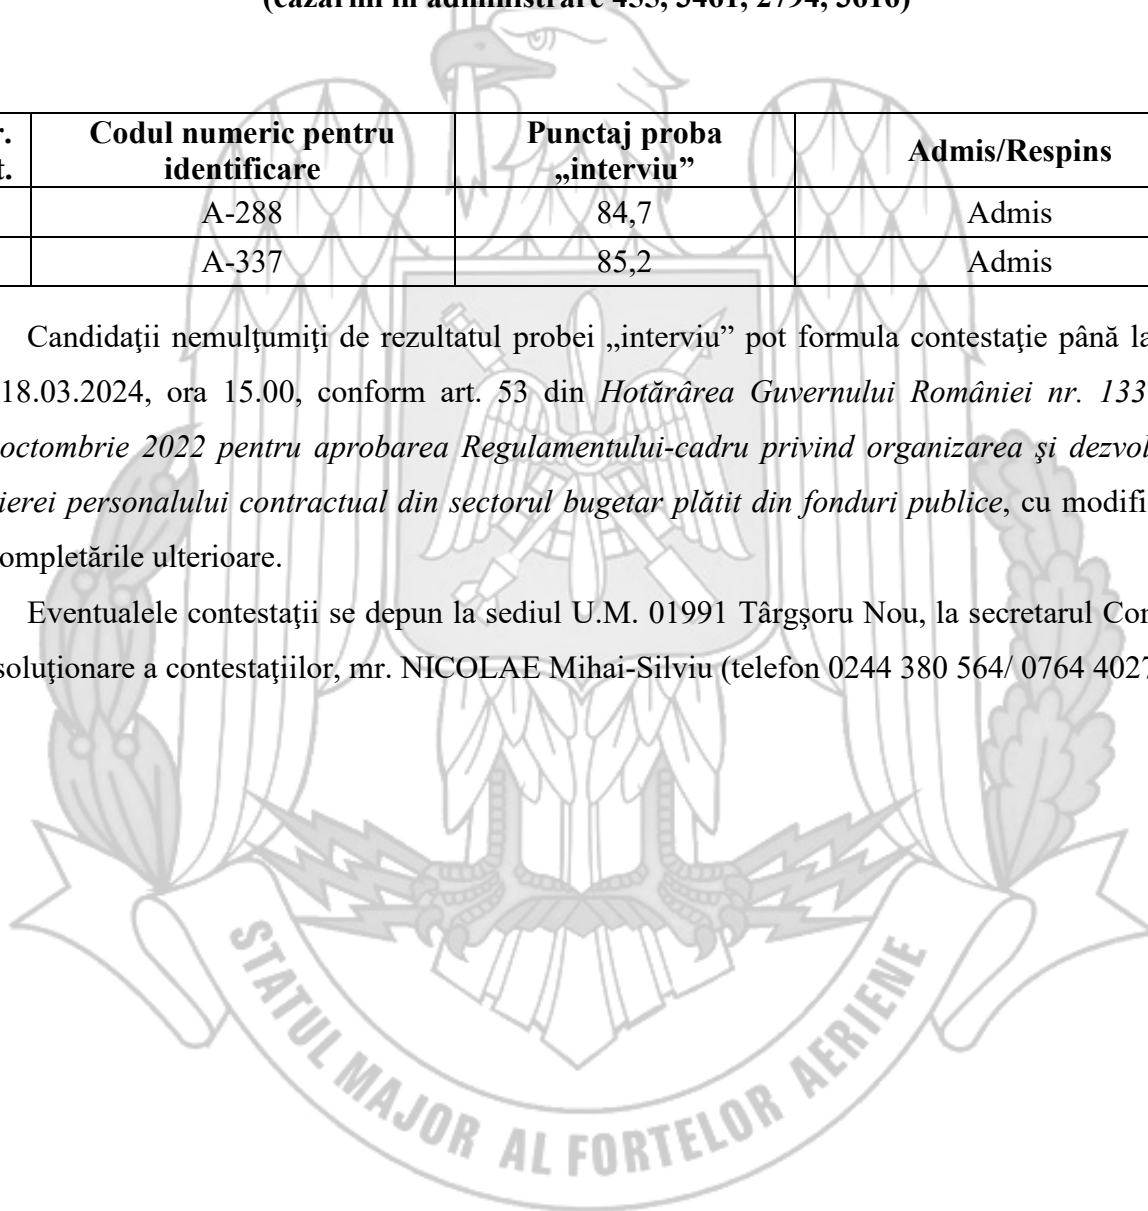 (cazarmi în administrare 455, 3461, 2794, 3616)
r. Codul numeric pentru Punctaj proba Admis/Respins
t. identificare „interviu”
A-288 84,7 Admis
A-337 85,2 Admis
Candidaţii nemulţumiţi de rezultatul probei „interviu” pot formula contestaţie până la
18.03.2024, ora 15.00, conform art. 53 din Hotărârea Guvernului României nr. 133
octombrie 2022 pentru aprobarea Regulamentului-cadru privind organizarea şi dezvol
ierei personalului contractual din sectorul bugetar plătit din fonduri publice, cu modifi
ompletările ulterioare.
Eventualele contestaţii se depun la sediul U.M. 01991 Târgşoru Nou, la secretarul Co
soluţionare a contestaţiilor, mr. NICOLAE Mihai-Silviu (telefon 0244 380 564/ 0764 4027
STATUL MAJOR AL FORTELOR AERIENE